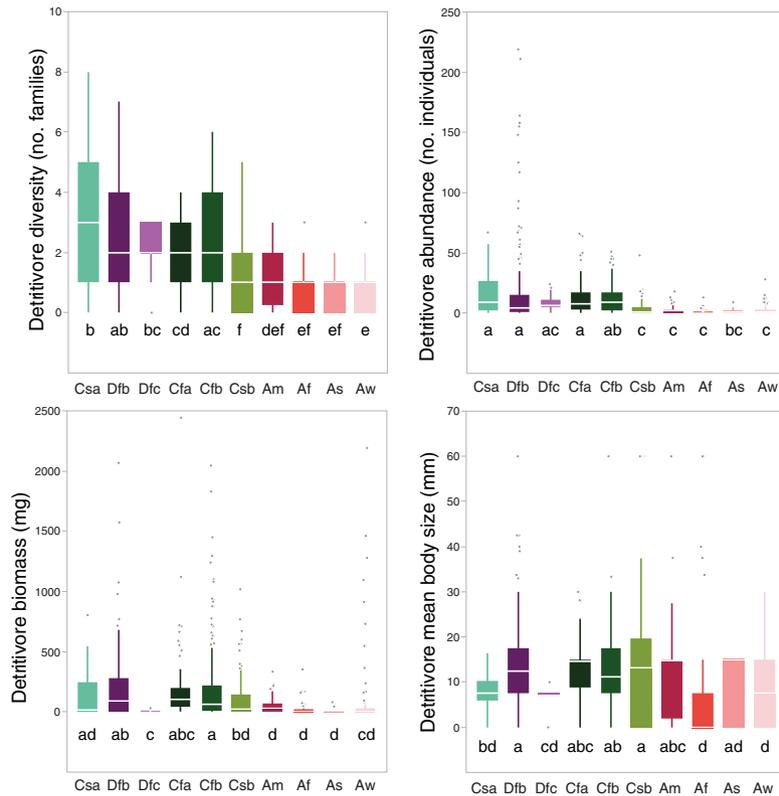 Detritivore diversity (no. families)
10
8
6
4
2
0
b ab bc cd ac f def ef ef e
Csa Dfb Dfc Cfa Cfb Csb Am Af As Aw
Detritivore abundance (no. individuals)
250
200
150
100
50
0
a a ac a ab c c c bc c
Csa Dfb Dfc Cfa Cfb Csb Am Af As Aw
Detritivore biomass (mg)
2500
2000
1500
1000
500
0
ad ab c abc a bd d d d cd
Csa Dfb Dfc Cfa Cfb Csb Am Af As Aw
Detritivore mean body size (mm)
70
60
50
40
30
20
10
0
bd a cd abc ab a abc d ad d
Csa Dfb Dfc Cfa Cfb Csb Am Af As Aw